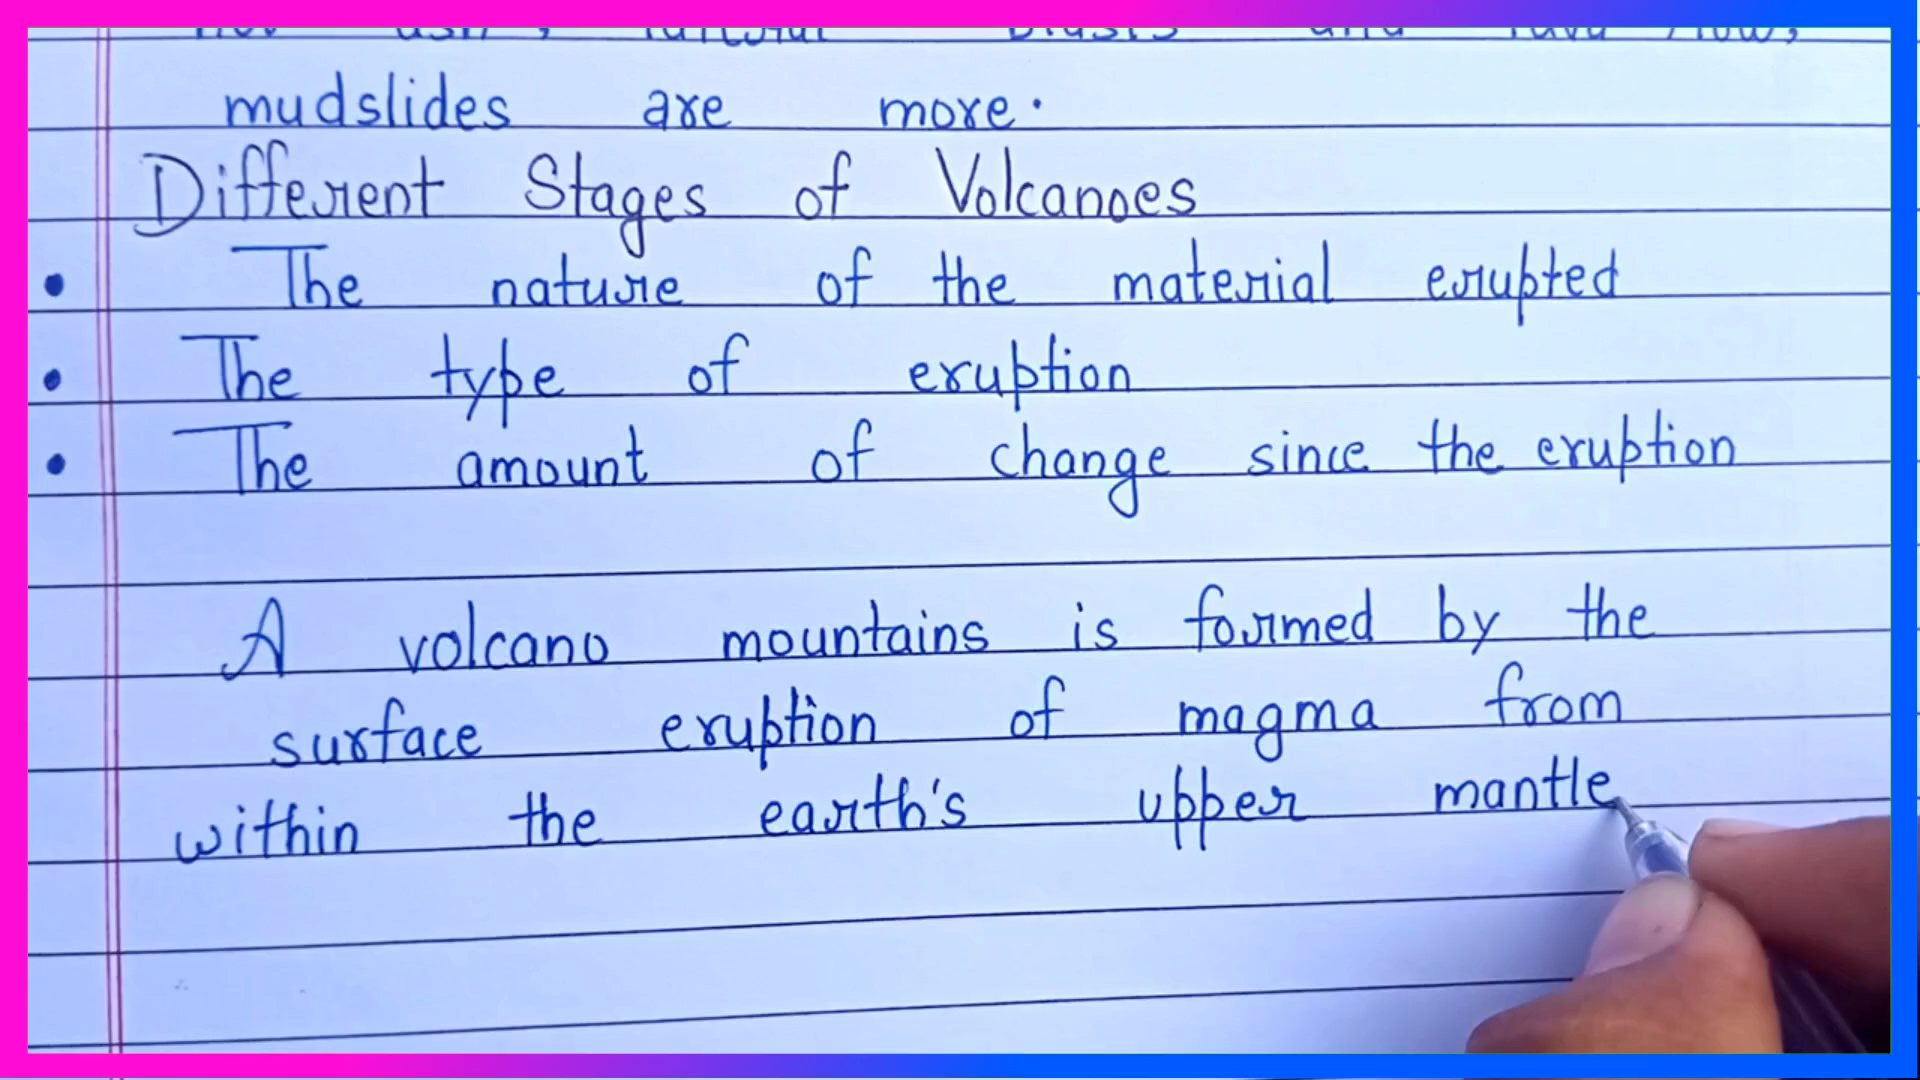 mudslides are more.
Different Stages of Volcanoes
• The nature of the material erupted
• The type of eruption
• The amount of change since the eruption
A volcano mountains is formed by the
surface eruption of magma from
within the earth's upper mantle